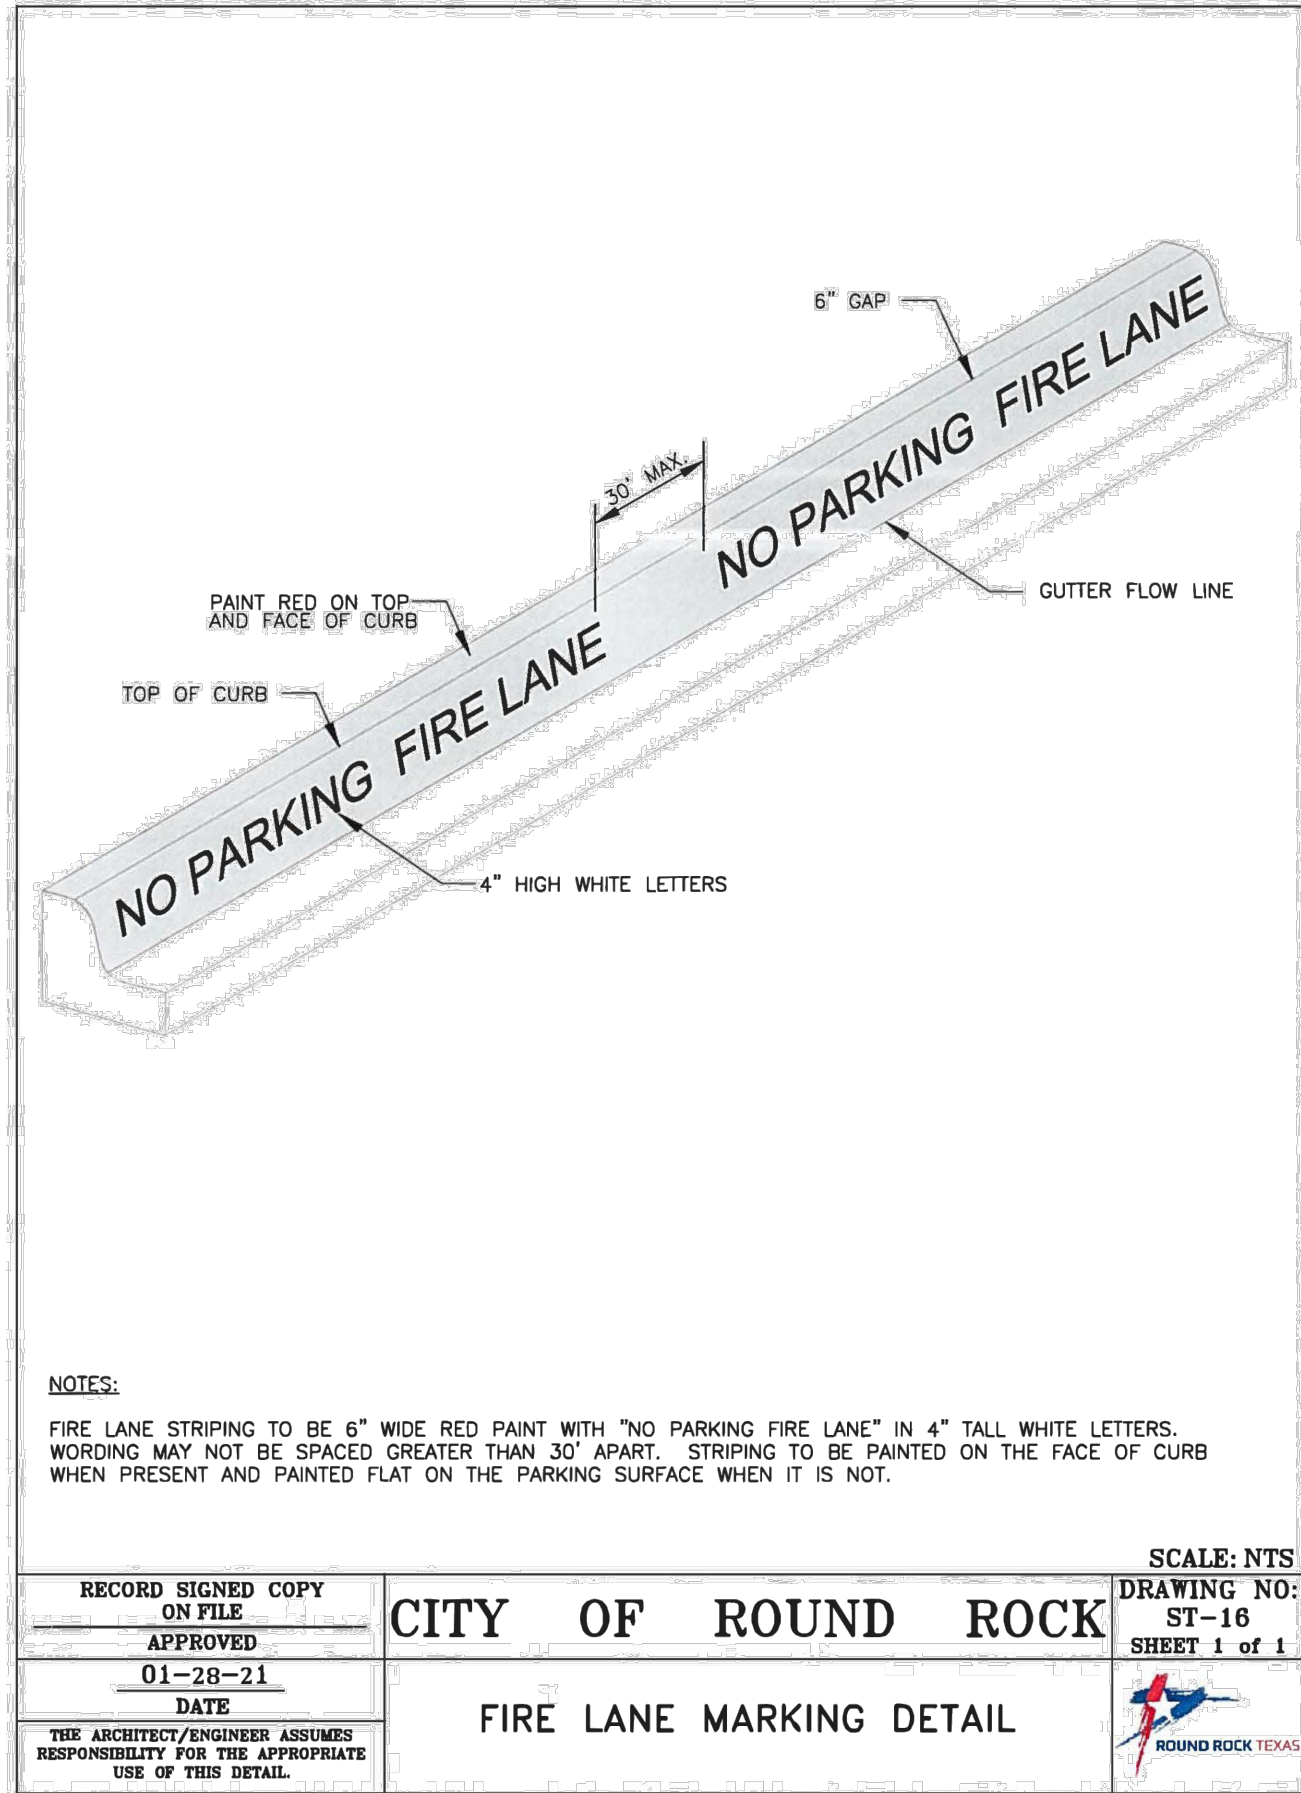 6" GAP
NO PARKING FIRE LANE
30' MAX.
GUTTER FLOW LINE
PAINT RED ON TOP
AND FACE OF CURB
TOP OF CURB
NO PARKING FIRE LANE
4" HIGH WHITE LETTERS
NOTES:
FIRE LANE STRIPING TO BE 6" WIDE RED PAINT WITH "NO PARKING FIRE LANE" IN 4" TALL WHITE LETTERS.
WORDING MAY NOT BE SPACED GREATER THAN 30' APART. STRIPING TO BE PAINTED ON THE FACE OF CURB
WHEN PRESENT AND PAINTED FLAT ON THE PARKING SURFACE WHEN IT IS NOT.
SCALE: NTS
RECORD SIGNED COPY
ON FILE
APPROVED
01-28-21
DATE
THE ARCHITECT/ENGINEER ASSUMES
RESPONSIBILITY FOR THE APPROPRIATE
USE OF THIS DETAIL.
CITY OF ROUND ROCK
FIRE LANE MARKING DETAIL
DRAWING NO:
ST-16
SHEET 1 of 1
ROUND ROCK TEXAS